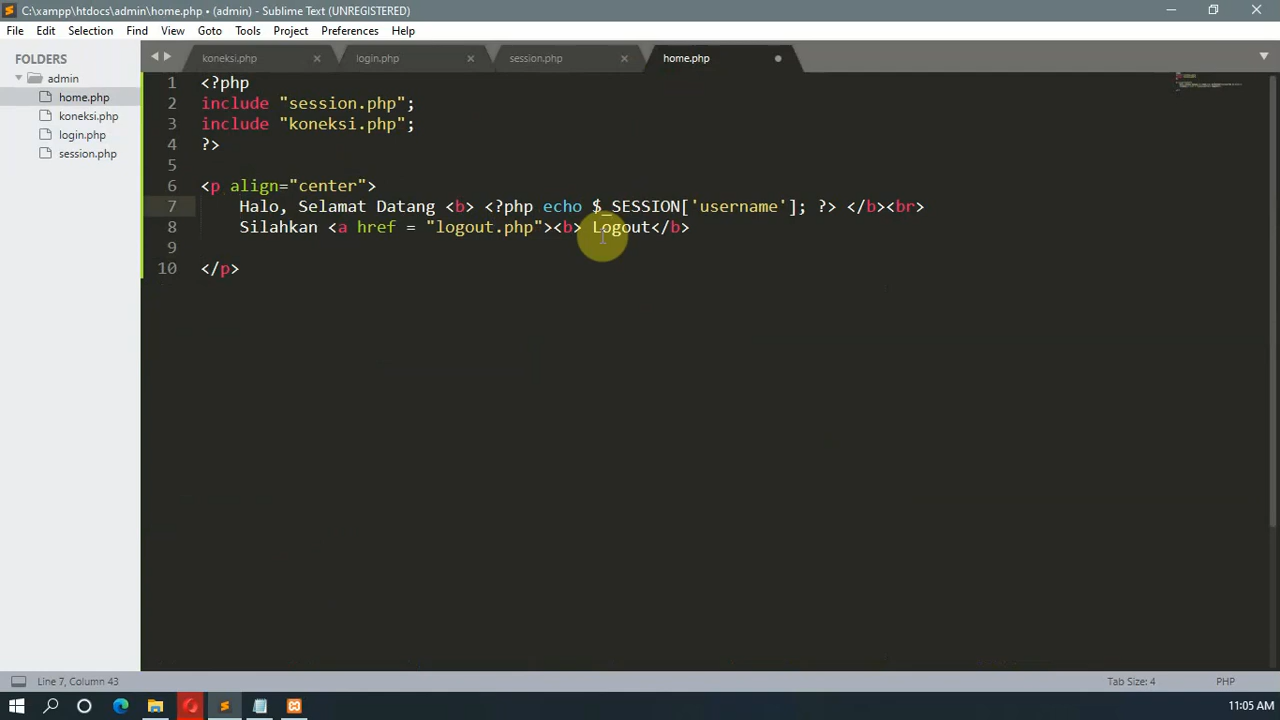 C:\xampp\htdocs\admin\home.php • (admin) - Sublime Text (UNREGISTERED)
File Edit Selection Find View Goto Tools Project Preferences Help
FOLDERS
admin
home.php
koneksi.php
login.php
session.php
koneksi.php login.php session.php home.php
1 <?php
2 include "session.php";
3 include "koneksi.php";
4 ?>
5
6 <p align="center">
7 Halo, Selamat Datang <b> <?php echo $_SESSION['username']; ?> </b><br>
8 Silahkan <a href = "logout.php"><b> Logout</b>
9
10 </p>
Line 7, Column 43 Tab Size: 4 PHP
11:05 AM